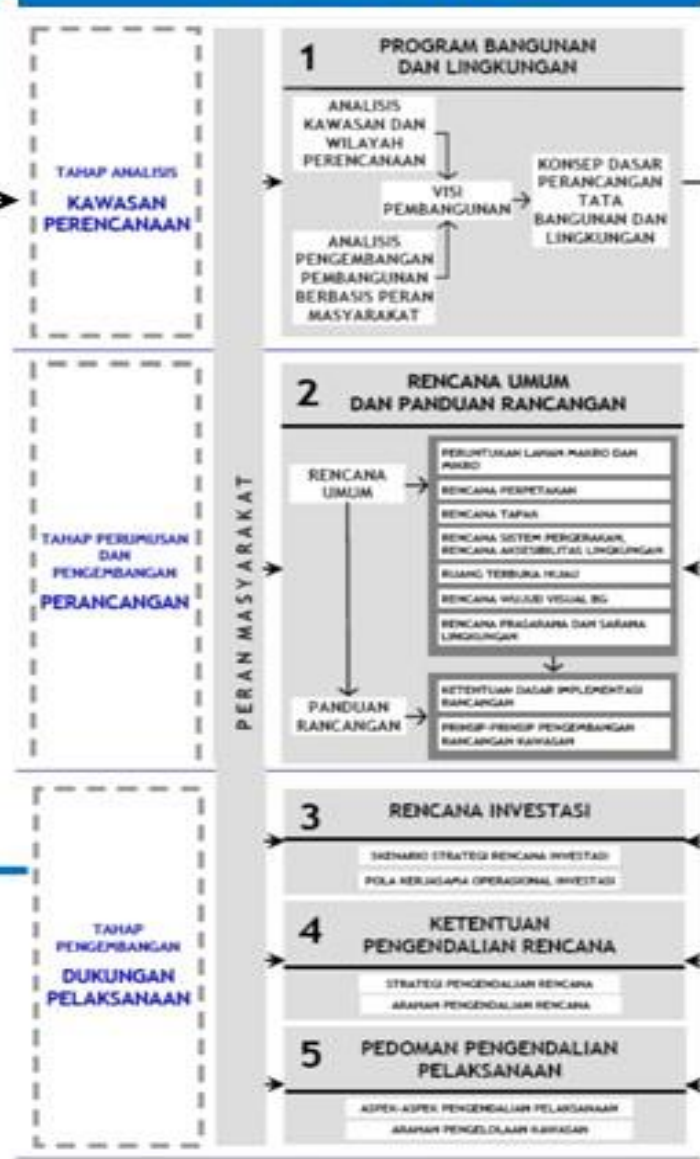 TAHAP ANALISIS
KAWASAN
PERENCANAAN
1
PROGRAM BANGUNAN
DAN LINGKUNGAN
ANALISIS
KAWASAN DAN
WILAYAH
PERENCANAAN
VISI
PEMBANGUNAN
KONSEP DASAR
PERANCANGAN
TATA
BANGUNAN DAN
LINGKUNGAN
ANALISIS
PENGEMBANGAN
PEMBANGUNAN
BERBASIS PERAN
MASYARAKAT
PERAN MASYARAKAT
TAHAP PERUMUSAN
DAN
PENGEMBANGAN
PERANCANGAN
2
RENCANA UMUM
DAN PANDUAN RANCANGAN
RENCANA
UMUM
PERUNTUKAN LAHAN MAKRO DAN
MIKRO
RENCANA PERPETAKAN
RENCANA TAPAK
RENCANA SISTEM PERGERAKAN,
RENCANA AKSESIBILITAS LINGKUNGAN
RUANG TERBUKA HIJAU
RENCANA WUJUD VISUAL BG
RENCANA PRASARANA DAN SARANA
LINGKUNGAN
PANDUAN
RANCANGAN
KETENTUAN DASAR IMPLEMENTASI
RANCANGAN
PRINSIP-PRINSIP PENGEMBANGAN
RANCANGAN KAWASAN
TAHAP
PENGEMBANGAN
DUKUNGAN
PELAKSANAAN
3
RENCANA INVESTASI
SKENARIO STRATEGI RENCANA INVESTASI
POLA KERJASAMA OPERASIONAL INVESTASI
4
KETENTUAN
PENGENDALIAN RENCANA
STRATEGI PENGENDALIAN RENCANA
ARAHAN PENGENDALIAN RENCANA
5
PEDOMAN PENGENDALIAN
PELAKSANAAN
ASPEK-ASPEK PENGENDALIAN PELAKSANAAN
ARAHAN PENGELOLAAN KAWASAN